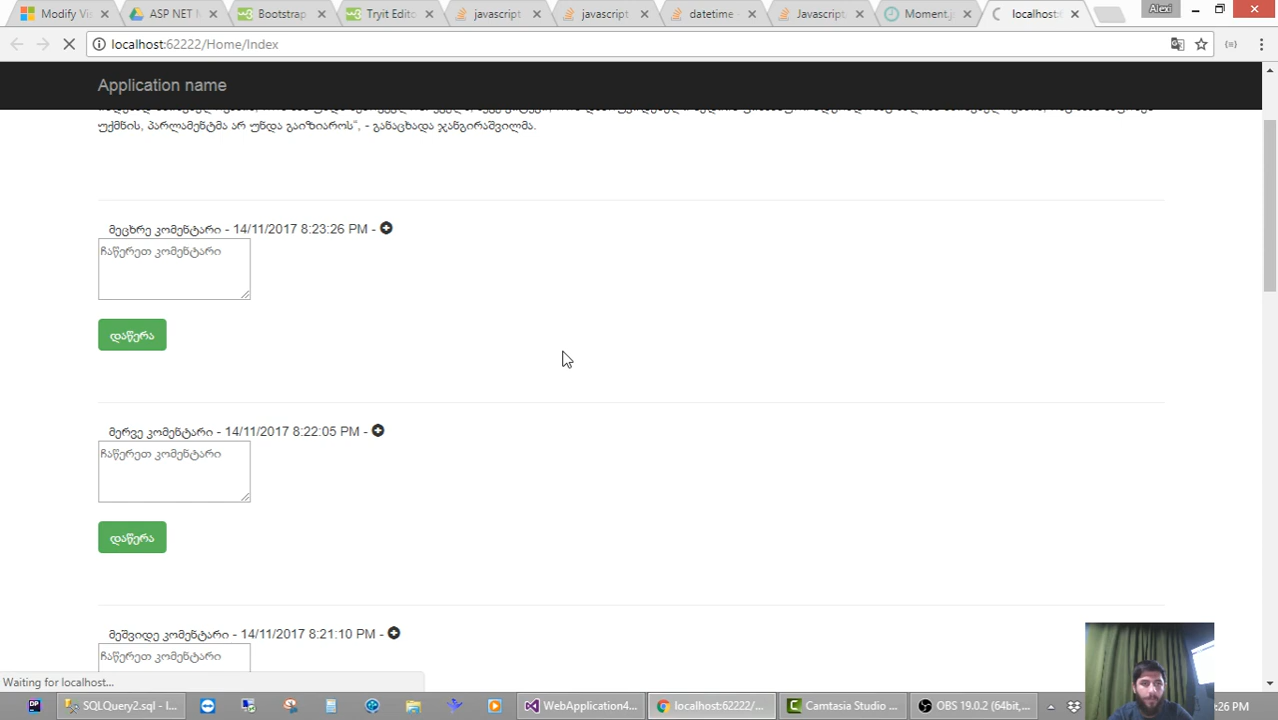 Modify Vi
ASP NET
Bootstrap
Tryit Edito
javascript
javascript
datetime
Javascript
Moment.js
localhost:
Alexi
localhost:62222/Home/Index
Application name
უქმნის, პარლამენტმა არ უნდა გაიზიაროს“, - განაცხადა ჯანგირაშვილმა.
მეცხრე კომენტარი - 14/11/2017 8:23:26 PM -
ჩაწერეთ კომენტარი
დაწერა
მერვე კომენტარი - 14/11/2017 8:22:05 PM -
ჩაწერეთ კომენტარი
დაწერა
მეშვიდე კომენტარი - 14/11/2017 8:21:10 PM -
ჩაწერეთ კომენტარი
Waiting for localhost...
SQLQuery2.sql - l...
WebApplication4...
localhost:62222/...
Camtasia Studio ...
OBS 19.0.2 (64bit,...
:26 PM